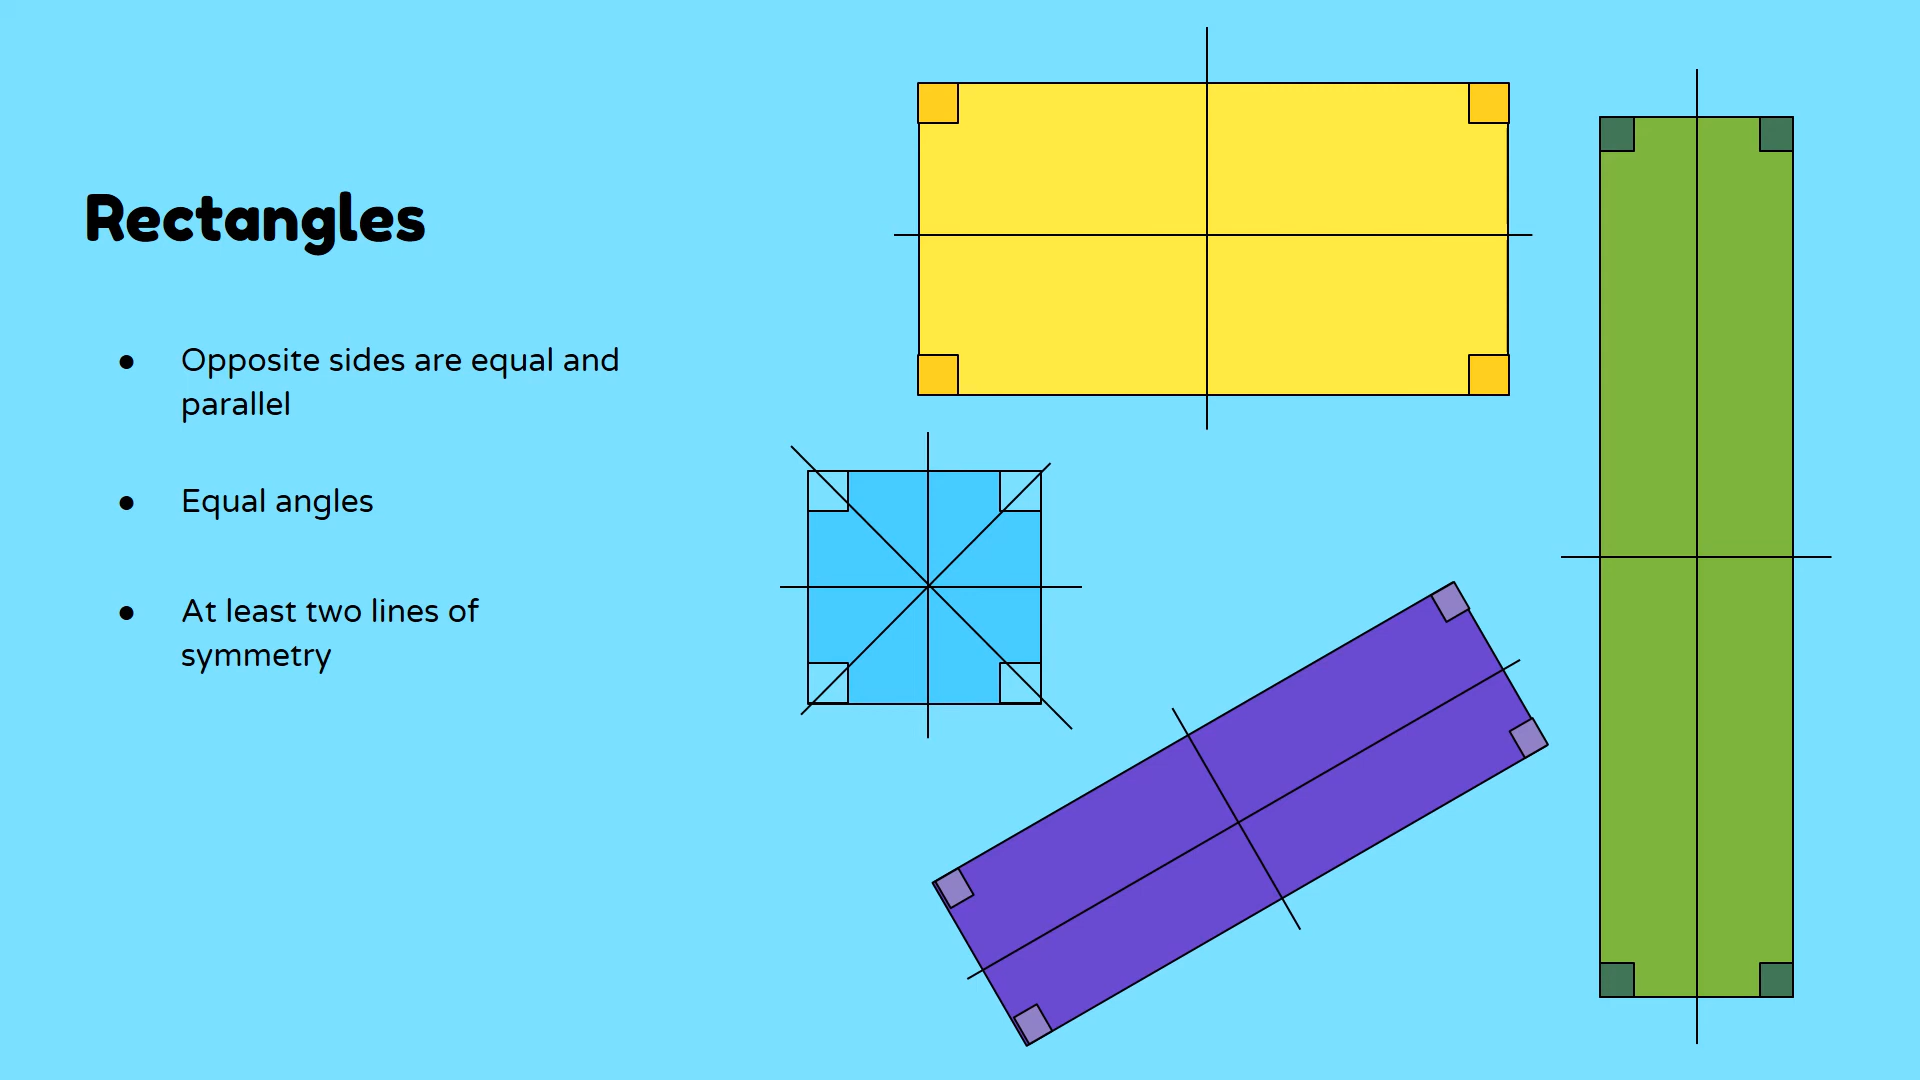 Rectangles
● Opposite sides are equal and
parallel
● Equal angles
● At least two lines of
symmetry